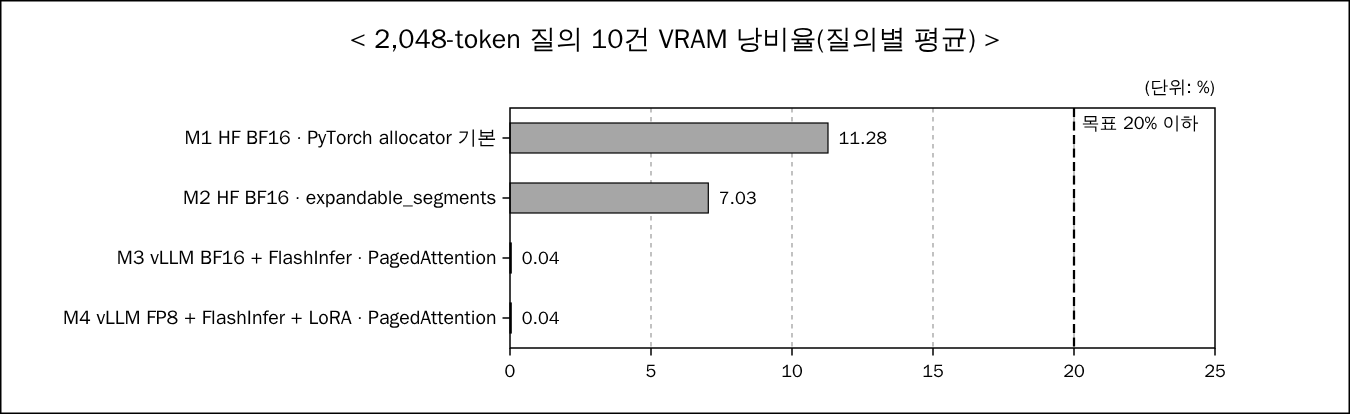 < 2,048-token 질의 10건 VRAM 낭비율(질의별 평균) >
(단위: %)
목표 20% 이하
M1 HF BF16 · PyTorch allocator 기본
11.28
M2 HF BF16 · expandable_segments
7.03
M3 vLLM BF16 + FlashInfer · PagedAttention
0.04
M4 vLLM FP8 + FlashInfer + LoRA · PagedAttention
0.04
0 5 10 15 20 25